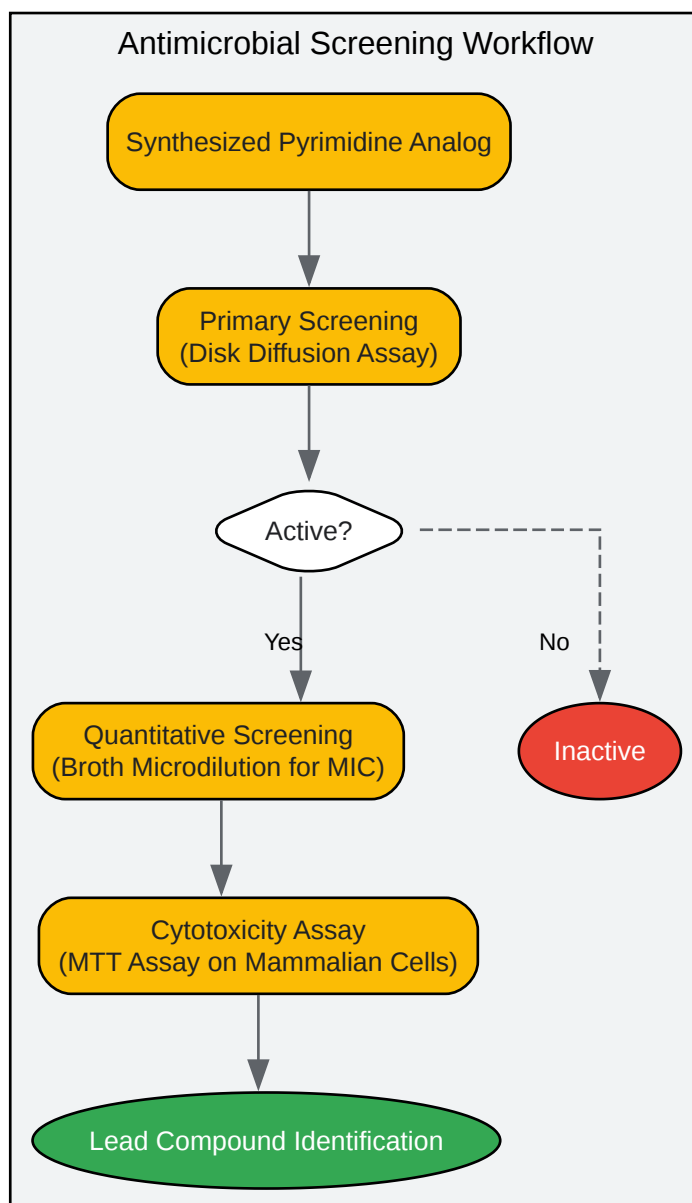 Antimicrobial Screening Workflow
Synthesized Pyrimidine Analog
Primary Screening
(Disk Diffusion Assay)
Active?
Yes
No
Quantitative Screening
(Broth Microdilution for MIC)
Inactive
Cytotoxicity Assay
(MTT Assay on Mammalian Cells)
Lead Compound Identification